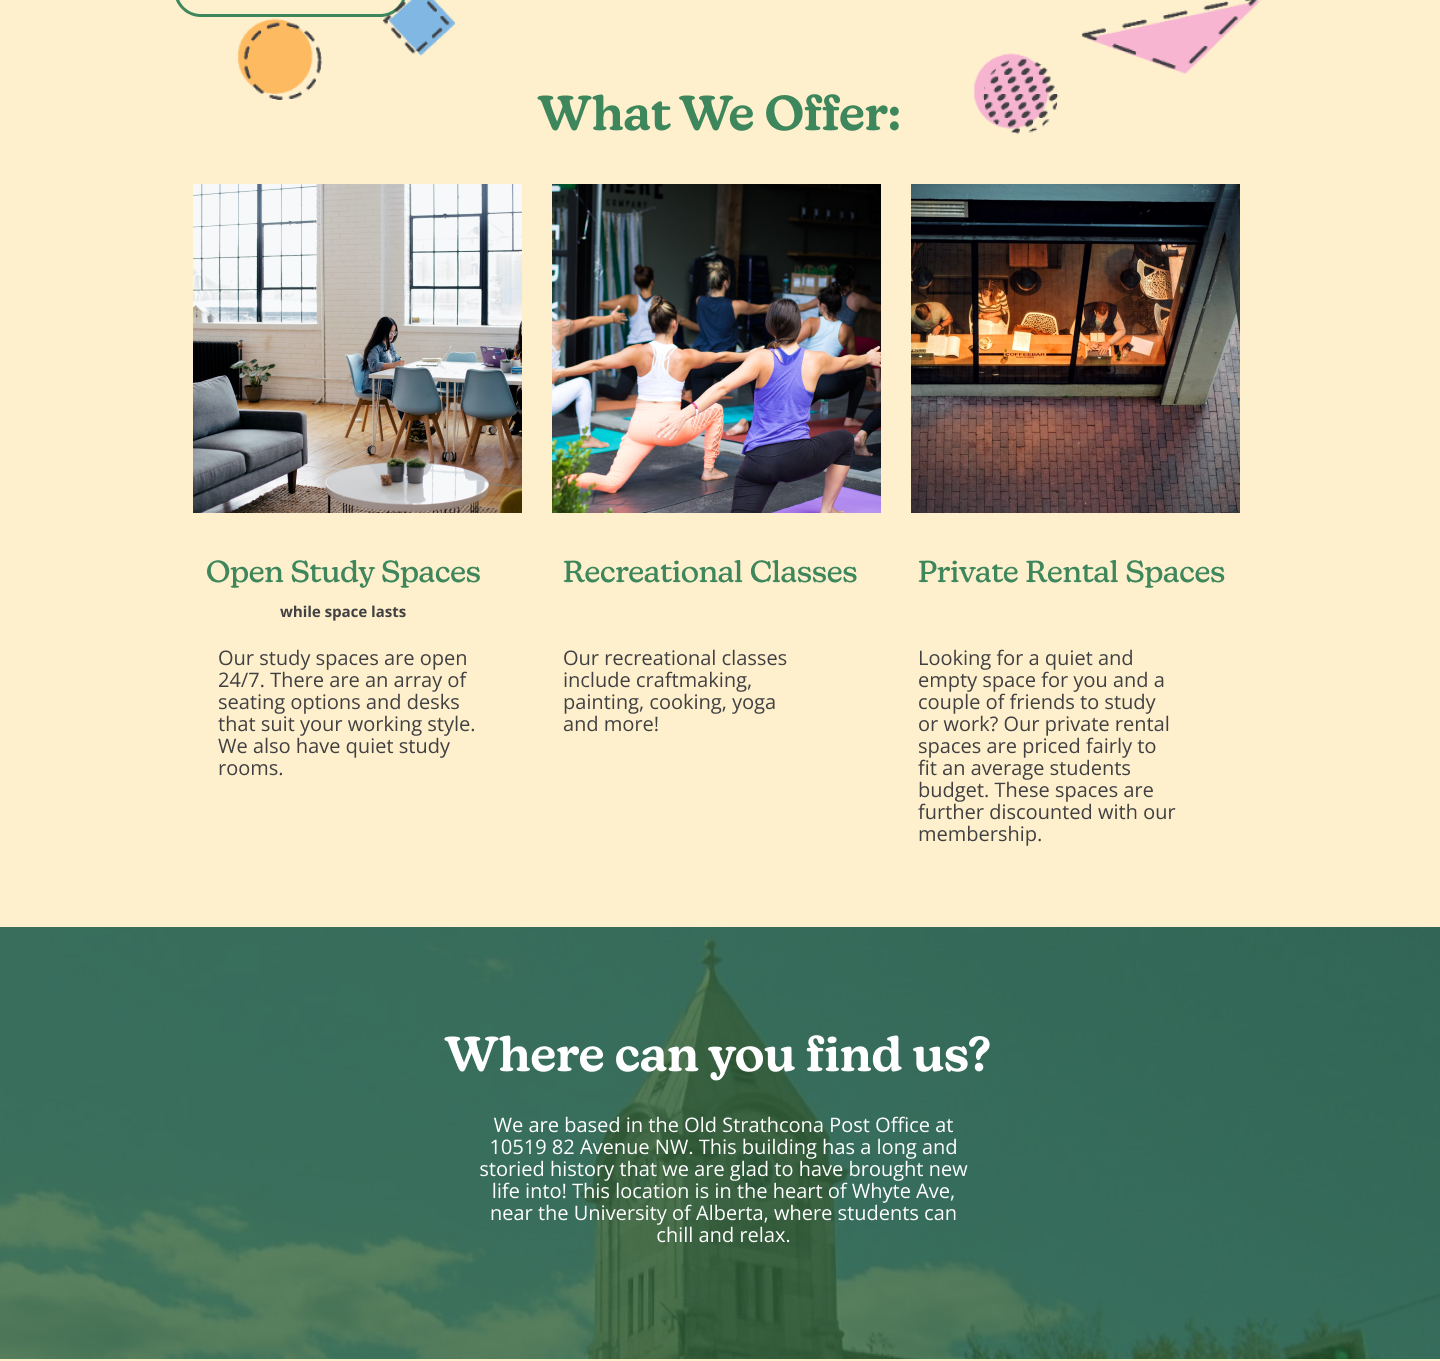 What We Offer:
COMPANY
COFFEEBAR
Open Study Spaces
while space lasts
Our study spaces are open
24/7. There are an array of
seating options and desks
that suit your working style.
We also have quiet study
rooms.
Recreational Classes
Our recreational classes
include craftmaking,
painting, cooking, yoga
and more!
Private Rental Spaces
Looking for a quiet and
empty space for you and a
couple of friends to study
or work? Our private rental
spaces are priced fairly to
fit an average students
budget. These spaces are
further discounted with our
membership.
Where can you find us?
We are based in the Old Strathcona Post Office at
10519 82 Avenue NW. This building has a long and
storied history that we are glad to have brought new
life into! This location is in the heart of Whyte Ave,
near the University of Alberta, where students can
chill and relax.